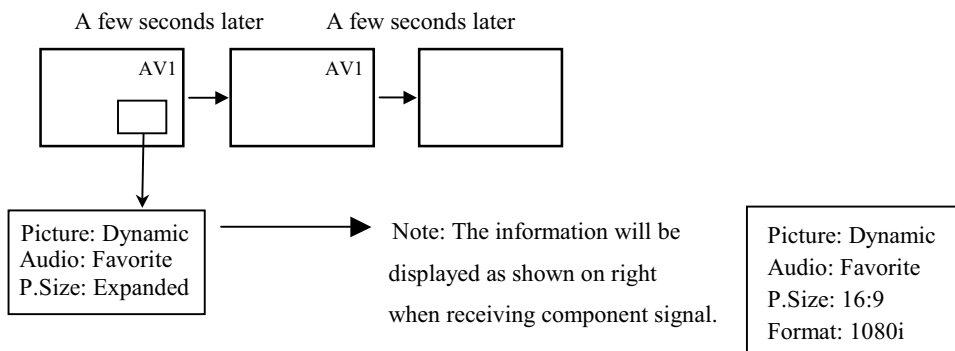 A few seconds later
A few seconds later
AV1
AV1
Picture: Dynamic
Audio: Favorite
P.Size: Expanded
Note: The information will be
displayed as shown on right
when receiving component signal.
Picture: Dynamic
Audio: Favorite
P.Size: 16:9
Format: 1080i